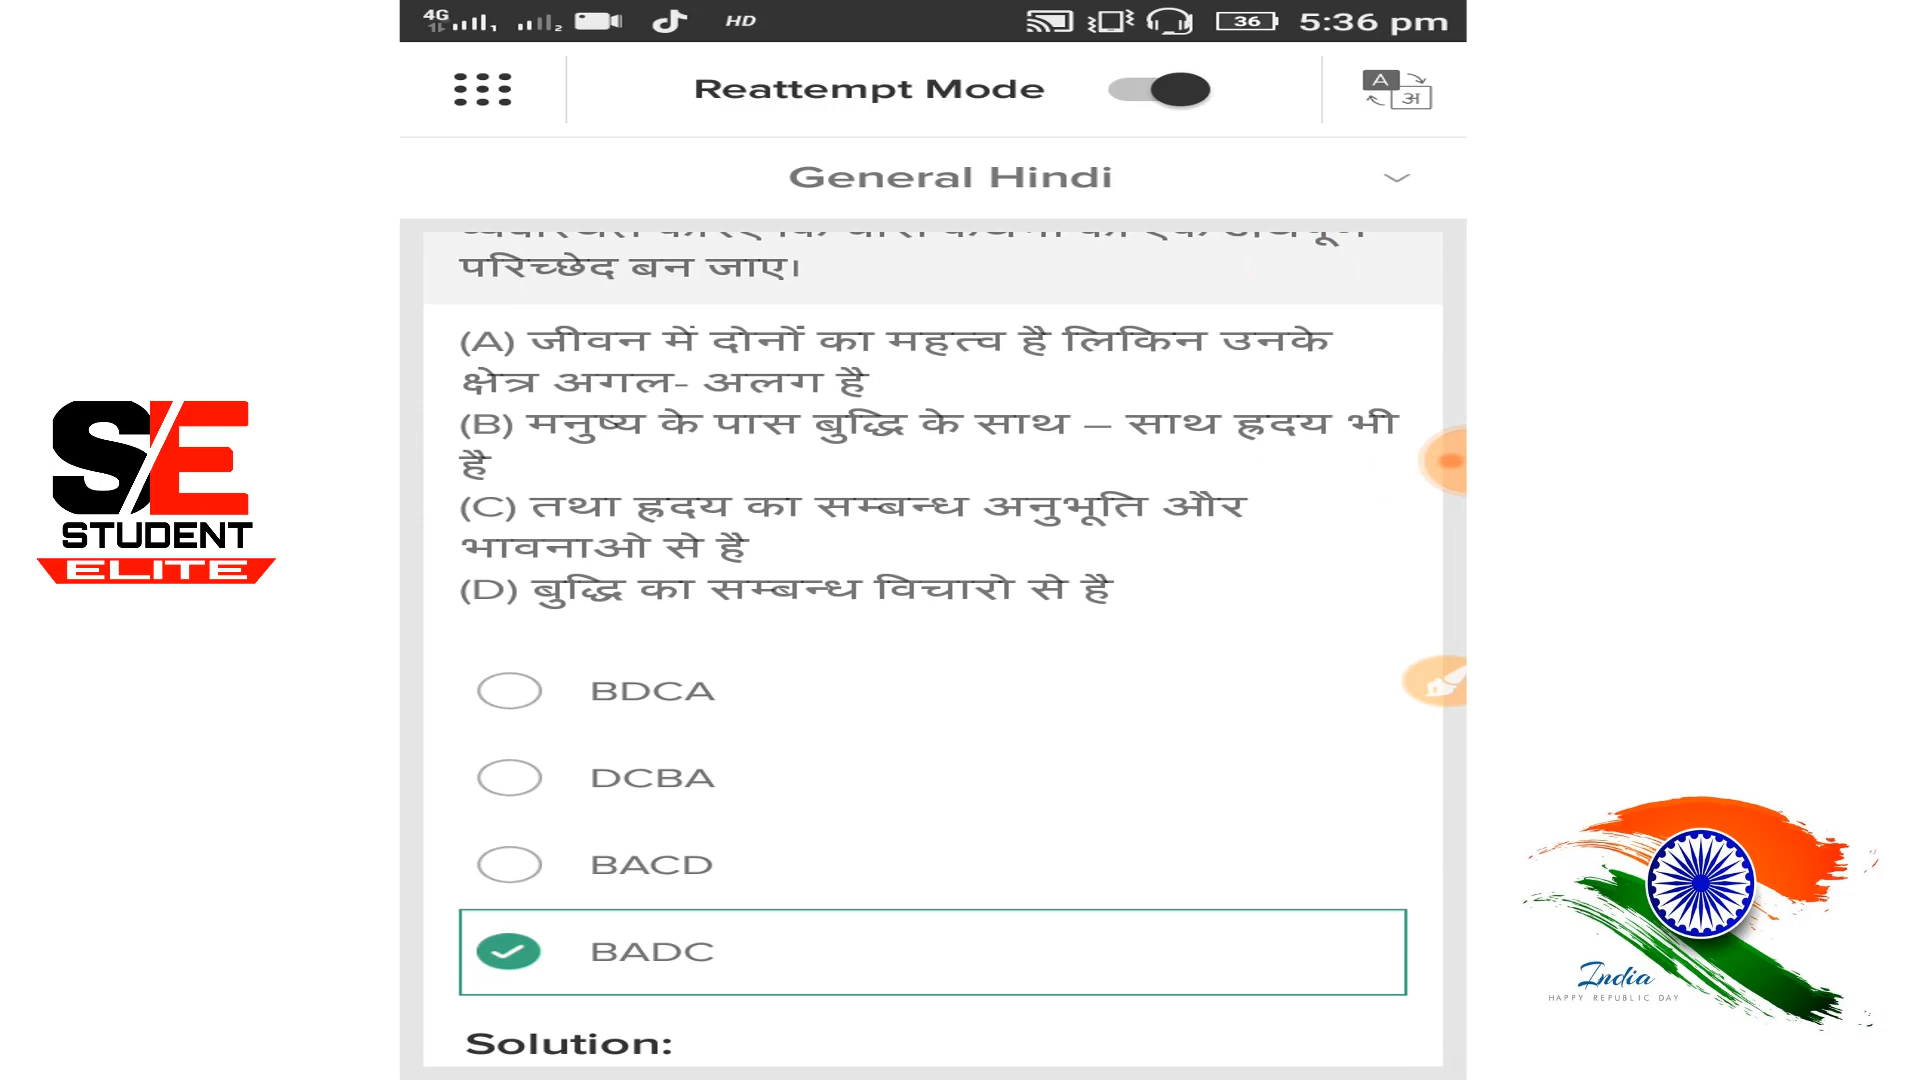 4G
HD
36
5:36 pm
Reattempt Mode
A
अ
General Hindi
परिच्छेद बन जाए।
(A) जीवन में दोनों का महत्व है लिकिन उनके
क्षेत्र अगल- अलग है
(B) मनुष्य के पास बुद्धि के साथ – साथ ह्रदय भी
है
(C) तथा ह्रदय का सम्बन्ध अनुभूति और
भावनाओ से है
(D) बुद्धि का सम्बन्ध विचारो से है
BDCA
DCBA
BACD
BADC
Solution:
SE
STUDENT
ELITE
India
HAPPY REPUBLIC DAY